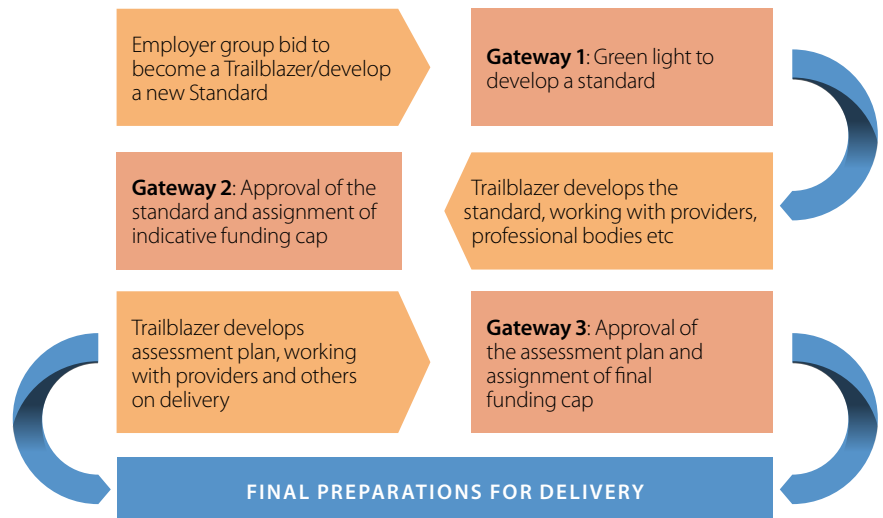 Employer group bid to
become a Trailblazer/develop
a new Standard
Gateway 1: Green light to
develop a standard
Trailblazer develops the
standard, working with providers,
professional bodies etc
Gateway 2: Approval of the
standard and assignment of
indicative funding cap
Trailblazer develops
assessment plan, working
with providers and others
on delivery
Gateway 3: Approval of
the assessment plan and
assignment of final
funding cap
FINAL PREPARATIONS FOR DELIVERY